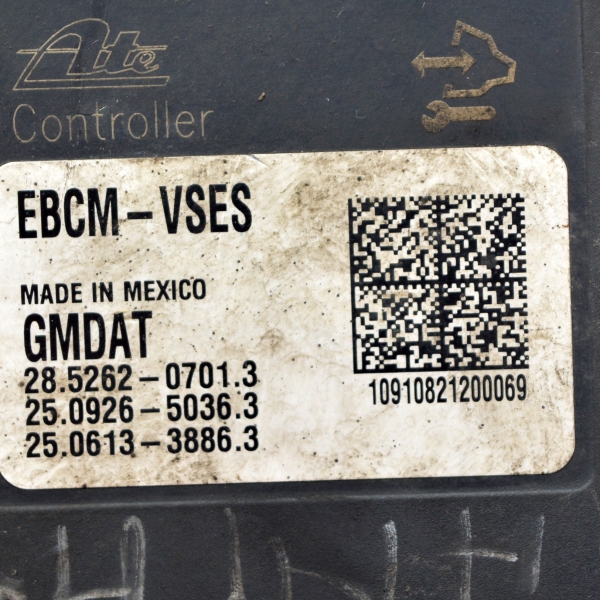 Ate
Controller
EBCM-VSES
MADE IN MEXICO
GMDAT
28.5262-0701.3
25.0926-5036.3
25.0613-3886.3
10910821200069